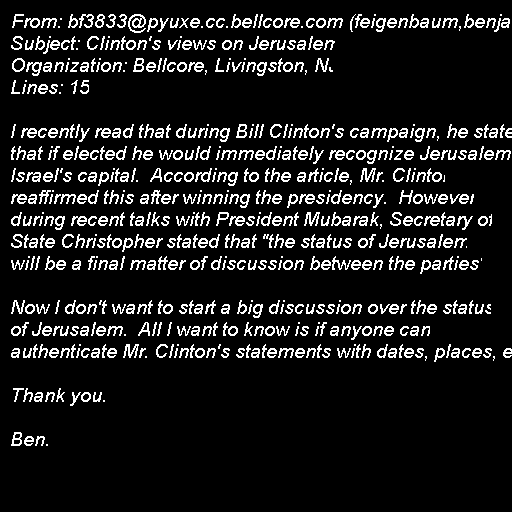 From: bf3833@pyuxe.cc.bellcore.com (feigenbaum,benja
Subject: Clinton's views on Jerusalem
Organization: Bellcore, Livingston, NJ
Lines: 15
I recently read that during Bill Clinton's campaign, he state
that if elected he would immediately recognize Jerusalem
Israel's capital. According to the article, Mr. Clinton
reaffirmed this after winning the presidency. However
during recent talks with President Mubarak, Secretary of
State Christopher stated that "the status of Jerusalem
will be a final matter of discussion between the parties"
Now I don't want to start a big discussion over the status
of Jerusalem. All I want to know is if anyone can
authenticate Mr. Clinton's statements with dates, places, e
Thank you.
Ben.